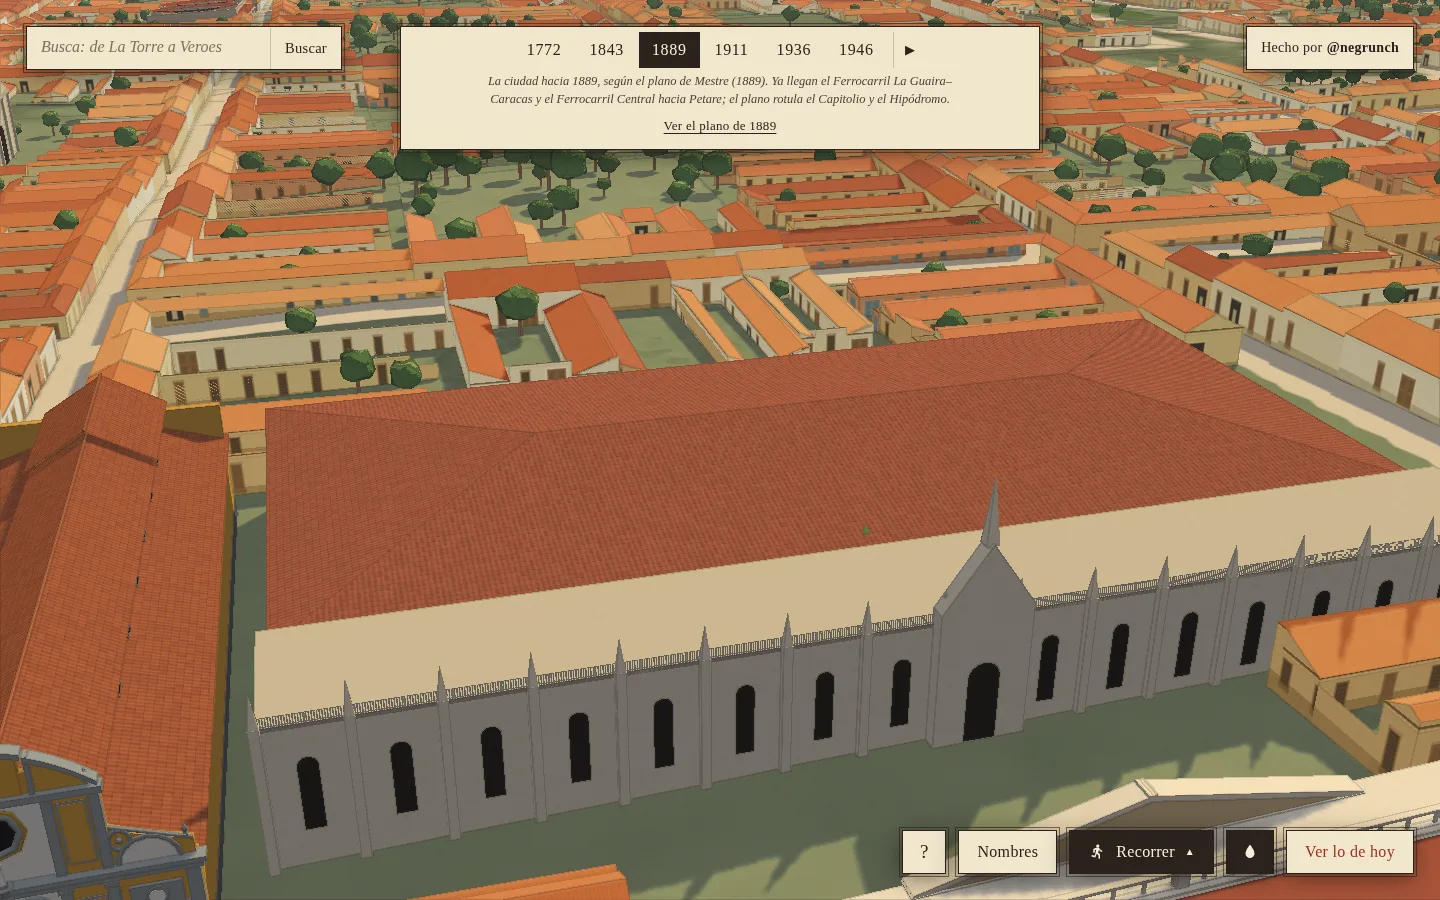 Busca: de La Torre a Veroes
Buscar
1772 1843 1889 1911 1936 1946 ▶
La ciudad hacia 1889, según el plano de Mestre (1889). Ya llegan el Ferrocarril La Guaira–
Caracas y el Ferrocarril Central hacia Petare; el plano rotula el Capitolio y el Hipódromo.
Ver el plano de 1889
Hecho por @negrunch
?
Nombres
Recorrer ▲
Ver lo de hoy